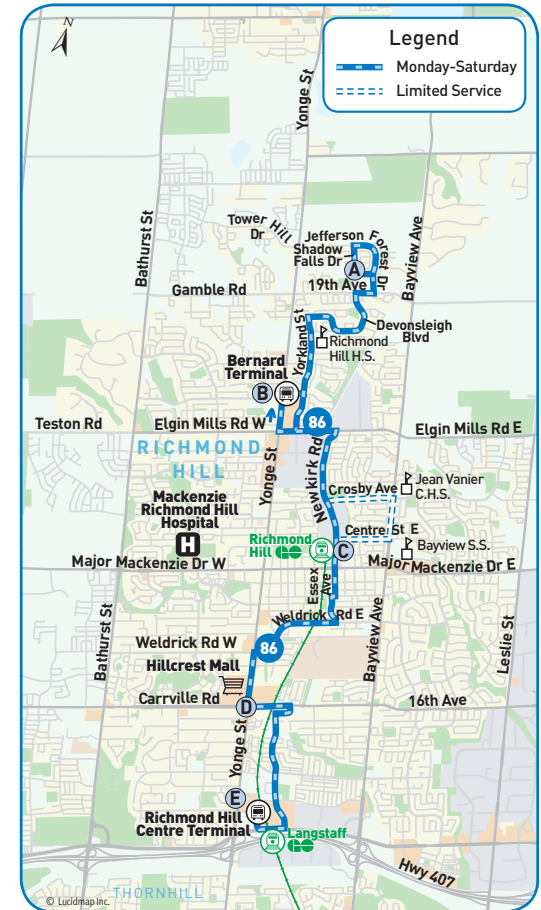 N
Legend
Monday-Saturday
Limited Service
Yonge St
Bathurst St
Tower Hill
Dr
Jefferson Forest Dr
Shadow
Falls Dr
A
19th Ave
Bayview Ave
Gamble Rd
Devonsleigh
Blvd
Yorkland St
Richmond
Hill H.S.
Bernard
Terminal
B
Teston Rd
Elgin Mills Rd W
86
Elgin Mills Rd E
RICHMOND
HILL
Yonge St
Newkirk Rd
Crosby Ave
Jean Vanier
C.H.S.
Mackenzie
Richmond Hill
Hospital
H
Centre St E
Richmond
Hill
C
Bayview S.S.
Major Mackenzie Dr W
Major Mackenzie Dr E
Essex
Ave
Weldrick Rd E
Bathurst St
Bayview Ave
Leslie St
Weldrick Rd W
86
Hillcrest Mall
Carrville Rd
D
16th Ave
Yonge St
E
Richmond Hill
Centre Terminal
Langstaff
Hwy 407
THORNHILL
© Lucidmap Inc.